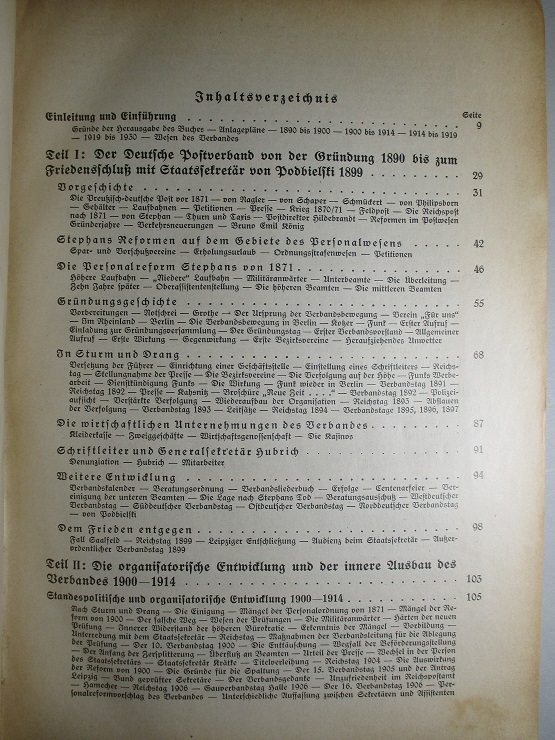 Inhaltsverzeichnis
Seite
Einleitung und Einführung . . . . . . . . . . . . . . . . . . 9
Gründe der Herausgabe des Buches — Anlagepläne — 1890 bis 1900 — 1900 bis 1914 — 1914 bis 1919
— 1919 bis 1930 — Wesen des Verbandes
Teil I: Der Deutsche Postverband von der Gründung 1890 bis zum
Friedensschluß mit Staatssekretär von Podbielski 1899 . . . . . . . . 29
Vorgeschichte . . . . . . . . . . . . . . . . . . 31
Die Preußisch-deutsche Post vor 1871 — von Nagler — von Schaper — Schmückert — von Philipsborn
— Gehälter — Laufbahnen — Petitionen — Presse — Krieg 1870/71 — Feldpost — Die Reichspost
nach 1871 — von Stephan — Thurn und Taxis — Postdirektor Hildebrandt — Reformen im Postwesen
Gründerjahre — Verkehrsneuerungen — Bruno Emil König
Stephans Reformen auf dem Gebiete des Personalwesens . . . . . . 42
Spar- und Vorschußvereine — Erholungsurlaub — Ordnungsstrafenwesen — Petitionen
Die Personalreform Stephans von 1871 . . . . . . . . . . . . 46
Höhere Laufbahn — „Niedere“ Laufbahn — Militäranwärter — Unterbeamte — Die Überleitung —
Zehn Jahre später — Oberassistentenstellung — Die höheren Beamten — Die mittleren Beamten
Gründungsgeschichte . . . . . . . . . . . . . . . . . . 55
Vorbereitungen — Notschrei — Grothe — Der Ursprung der Verbandsbewegung — Verein „Für uns“
— Im Rheinland — Berlin — Die Verbandsbewegung in Berlin — Kotzer — Funk — Erster Aufruf —
Einladung zur Gründungsversammlung — Der Gründungstag — Erster Verbandsvorstand — Allgemeiner
Aufruf — Erste Wirkung — Gegenwirkung — Erste Bezirksvereine — Heraufziehendes Unwetter
In Sturm und Drang . . . . . . . . . . . . . . . . . . 68
Versetzung der Führer — Einrichtung einer Geschäftsstelle — Einstellung eines Schriftleiters — Reichs-
tag — Stellungnahme der Presse — Die Bezirksvereine — Die Verfolgung auf der Höhe — Funks Werbe-
arbeit — Dienstkündigung Funks — Die Wirkung — Funk wieder in Berlin — Verbandstag 1891 —
Reichstag 1892 — Presse — Broschüre „Neue Zeit . . . .“ — Verbandstag 1892 — Polizei-
aufsicht — Verstärkte Verfolgung — Wiederaufbau der Organisation — Reichstag 1893 — Abflauen
der Verfolgung — Verbandstag 1893 — Leitsätze — Reichstag 1894 — Verbandstage 1895, 1896, 1897
Die wirtschaftlichen Unternehmungen des Verbandes . . . . . . . . 87
Kleiderkasse — Zweiggeschäfte — Wirtschaftsgenossenschaft — Die Kasinos
Schriftleiter und Generalsekretär Hubrich . . . . . . . . . . . . 91
Denunziation — Hubrich — Mitarbeiter
Weitere Entwicklung . . . . . . . . . . . . . . . . . . 94
Verbandskalender — Beratungsordnung — Verbandsliederbuch — Erfolge — Centenarfeier — Ver-
einigung der unteren Beamten — Die Lage nach Stephans Tod — Beratungsausschuß — Westdeutscher
Verbandstag — Süddeutscher Verbandstag — Ostdeutscher Verbandstag — Norddeutscher Verbandstag
— von Podbielski
Dem Frieden entgegen . . . . . . . . . . . . . . . . . . 98
Fall Saalfeld — Reichstag 1899 — Leipziger Entschließung — Audienz beim Staatssekretär — Außer-
ordentlicher Verbandstag 1899
Teil II: Die organisatorische Entwicklung und der innere Ausbau des
Verbandes 1900—1914 . . . . . . . . . . . . . . . . . . 103
Standespolitische und organisatorische Entwicklung 1900—1914 . . . . . . . . 105
Nach Sturm und Drang — Die Einigung — Mängel der Personalordnung von 1871 — Mängel der Re-
form von 1900 — Der falsche Weg — Wesen der Prüfungen — Die Militäranwärter — Härten der neuen
Prüfung — Innerer Widerstand der höheren Bürokratie — Erkenntnis der Mängel — Vorbildung —
Unterredung mit dem Staatssekretär — Reichstag — Maßnahmen der Verbandsleitung für die Ablegung
der Prüfung — Der 10. Verbandstag 1900 — Die Enttäuschung — Wegfall der Beförderungsstellung
— Der Anfang der Zersplitterung — Überfluß an Beamten — Urteil der Presse — Wechsel in der Person
des Staatssekretärs — Staatssekretär Krätke — Titelverleihung — Reichstag 1904 — Die Auswirkung
der Reform von 1900 — Die Gründe für die Spaltung — Der 15. Verbandstag 1905 und der Antrag
Leipzig — Bund geprüfter Sekretäre — Der Verbandsgedanke — Unzufriedenheit im Reichspostamt
— Hamecher — Reichstag 1906 — Gauverbandstag Halle 1906 — Der 16. Verbandstag 1906 — Per-
sonalreformvorschlag des Verbandes — Unterschiedliche Auffassung zwischen Sekretären und Assistenten